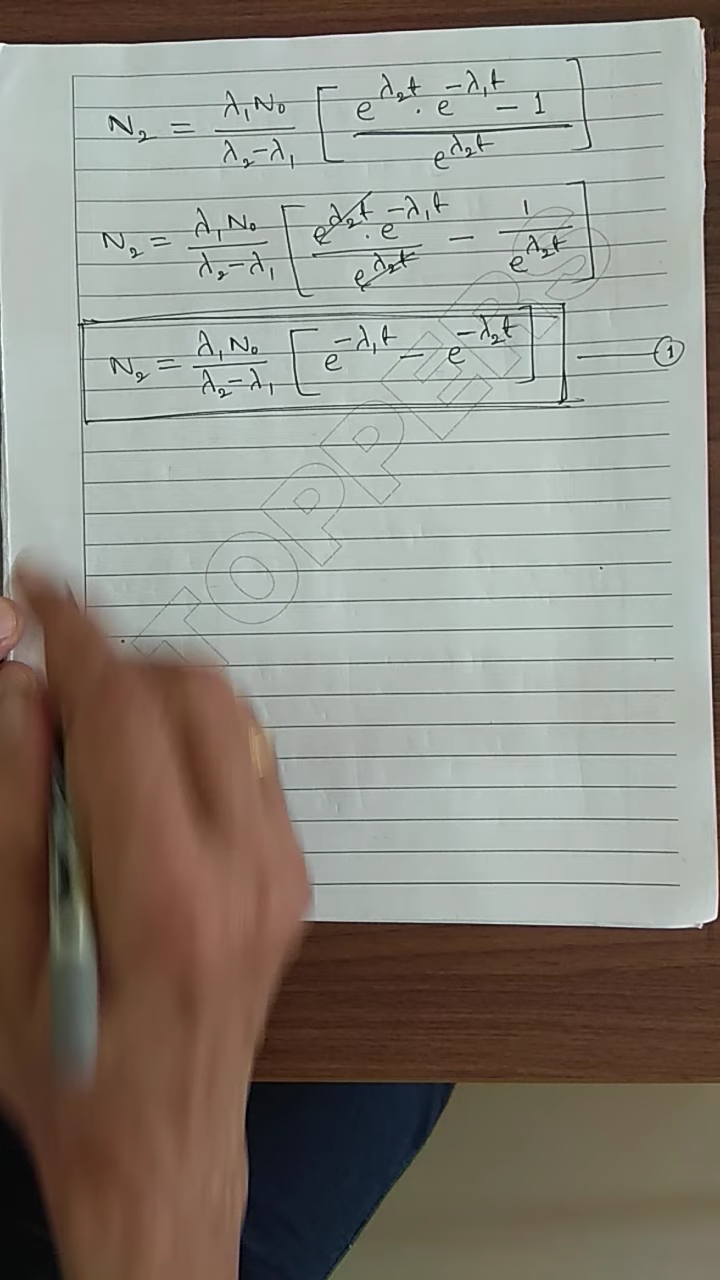 N₂ = λ₁N₀ / λ₂-λ₁ [ e^λ₂t . e^-λ₁t - 1 / e^λ₂t ]
N₂ = λ₁N₀ / λ₂-λ₁ [ e^λ₂t . e^-λ₁t / e^λ₂t - 1 / e^λ₂t ]
N₂ = λ₁N₀ / λ₂-λ₁ [ e^-λ₁t - e^-λ₂t ] — ①
TOPPERS